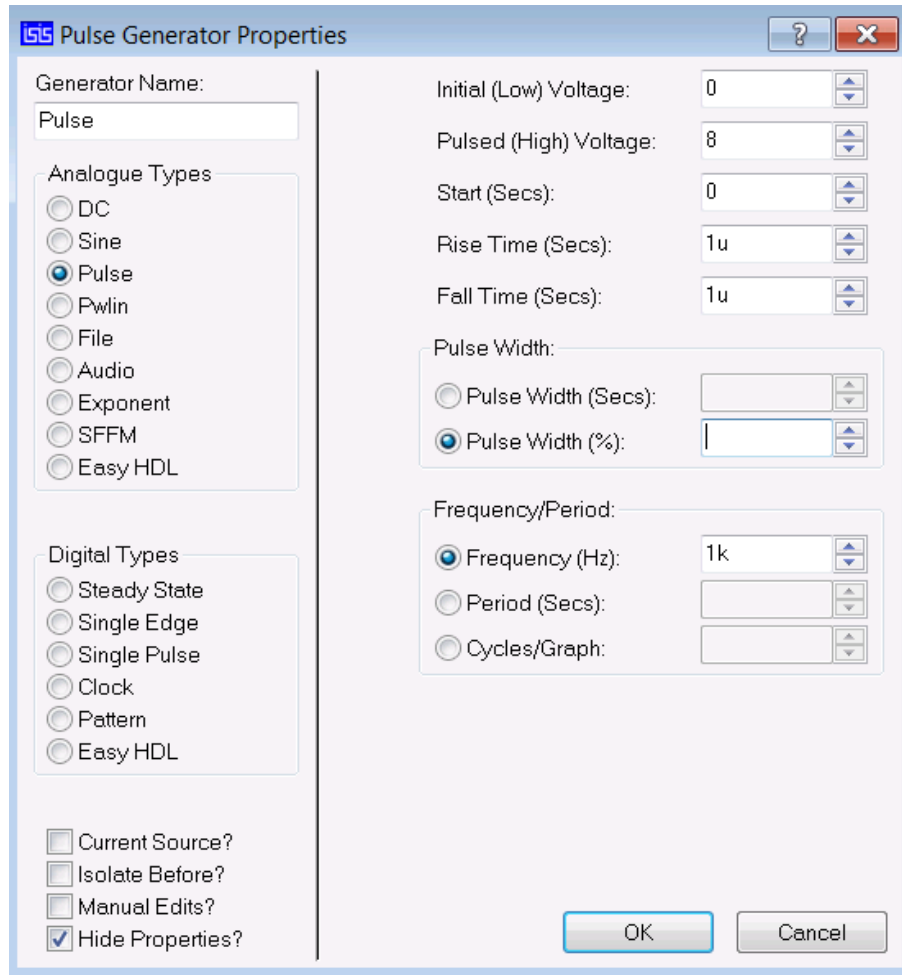 isis Pulse Generator Properties
?
Generator Name:
Pulse
Analogue Types
DC
Sine
Pulse
Pwlin
File
Audio
Exponent
SFFM
Easy HDL
Digital Types
Steady State
Single Edge
Single Pulse
Clock
Pattern
Easy HDL
Current Source?
Isolate Before?
Manual Edits?
Hide Properties?
Initial (Low) Voltage: 0
Pulsed (High) Voltage: 8
Start (Secs): 0
Rise Time (Secs): 1u
Fall Time (Secs): 1u
Pulse Width:
Pulse Width (Secs):
Pulse Width (%):
Frequency/Period:
Frequency (Hz): 1k
Period (Secs):
Cycles/Graph:
OK Cancel